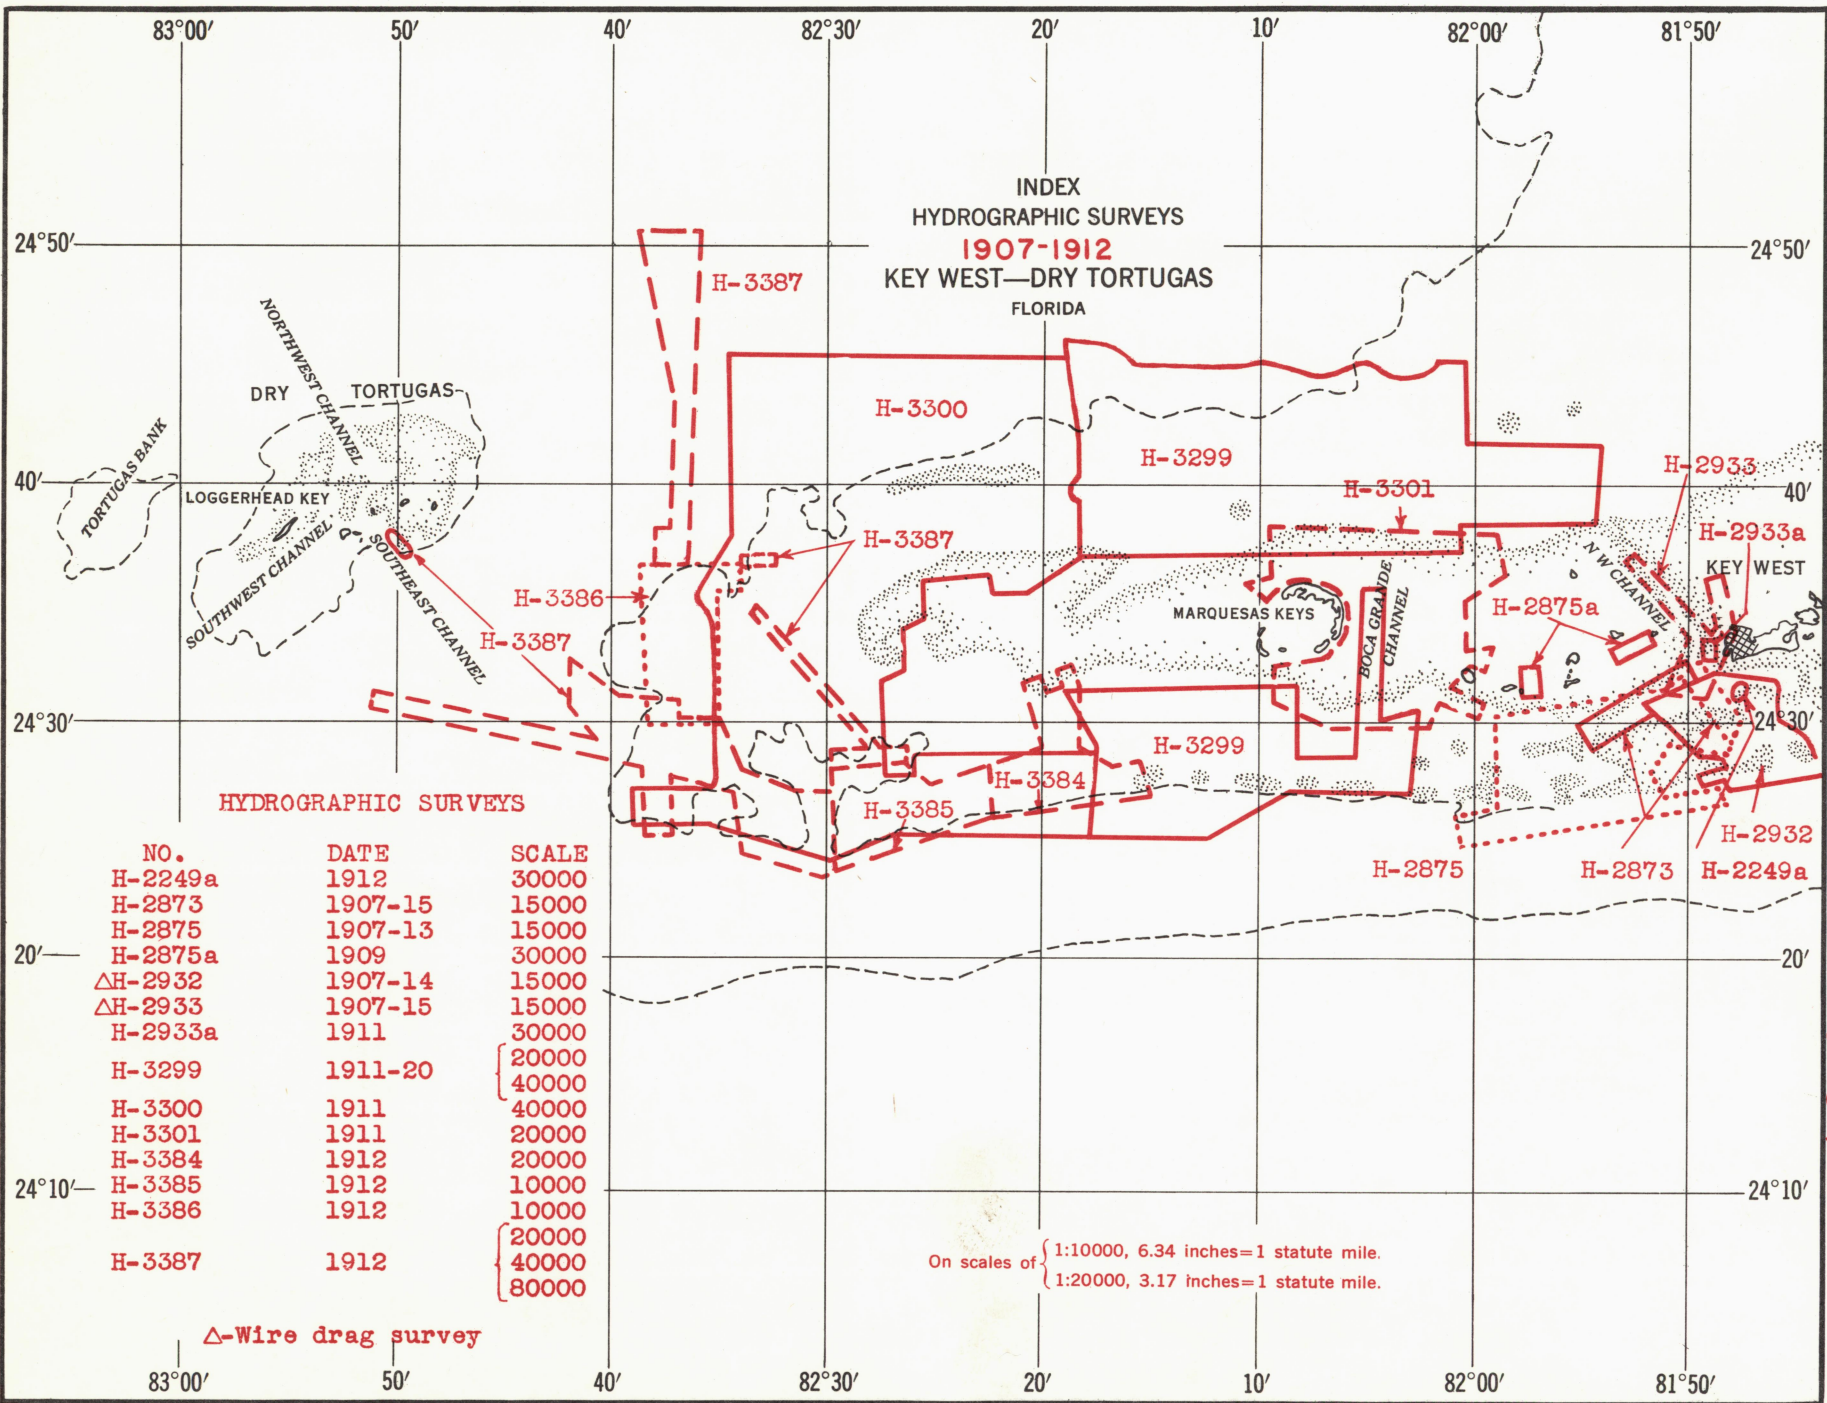 83°00′ 50′ 40′ 82°30′ 20′ 10′ 82°00′ 81°50′
INDEX
HYDROGRAPHIC SURVEYS
1907-1912
KEY WEST—DRY TORTUGAS
FLORIDA
24°50′
24°50′
H-3387
NORTHWEST CHANNEL
DRY TORTUGAS
H-3300
H-3299
H-2933
TORTUGAS BANK
40′
40′
LOGGERHEAD KEY
H-3301
H-2933a
SOUTHWEST CHANNEL
SOUTHEAST CHANNEL
H-3387
N W CHANNEL
KEY WEST
H-3386
H-2875a
MARQUESAS KEYS
BOCA GRANDE
CHANNEL
H-3387
24°30′
24°30′
H-3299
H-3384
H-3385
H-2932
H-2875
H-2873
H-2249a
HYDROGRAPHIC SURVEYS
NO. DATE SCALE
H-2249a 1912 30000
H-2873 1907-15 15000
H-2875 1907-13 15000
H-2875a 1909 30000
△H-2932 1907-14 15000
△H-2933 1907-15 15000
H-2933a 1911 30000
20000
H-3299 1911-20
40000
H-3300 1911 40000
H-3301 1911 20000
H-3384 1912 20000
H-3385 1912 10000
H-3386 1912 10000
20000
H-3387 1912 40000
80000
△-Wire drag survey
20′
20′
24°10′
24°10′
On scales of
1:10000, 6.34 inches=1 statute mile.
1:20000, 3.17 inches=1 statute mile.
83°00′ 50′ 40′ 82°30′ 20′ 10′ 82°00′ 81°50′